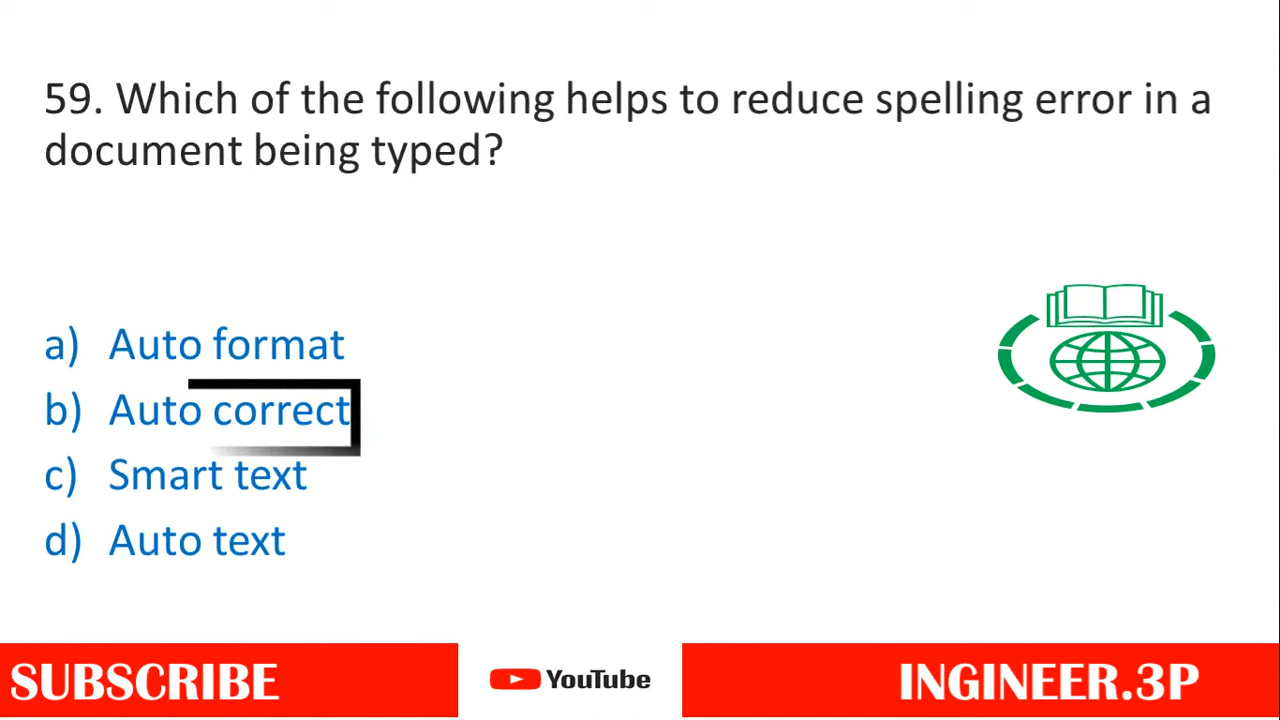 59. Which of the following helps to reduce spelling error in a
document being typed?
a) Auto format
b) Auto correct
c) Smart text
d) Auto text
SUBSCRIBE
YouTube
INGINEER.3P